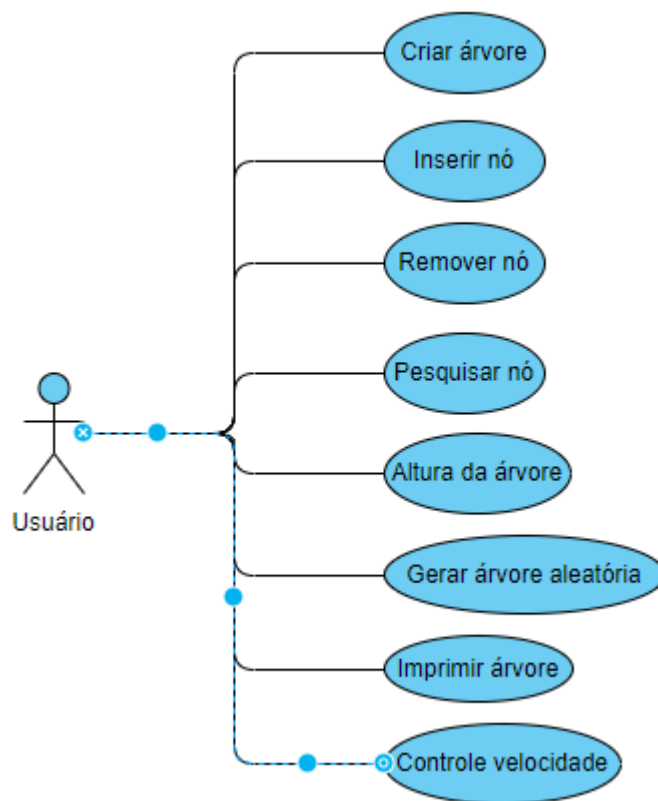 Criar árvore
Inserir nó
Remover nó
Pesquisar nó
Usuário
Altura da árvore
Gerar árvore aleatória
Imprimir árvore
Controle velocidade